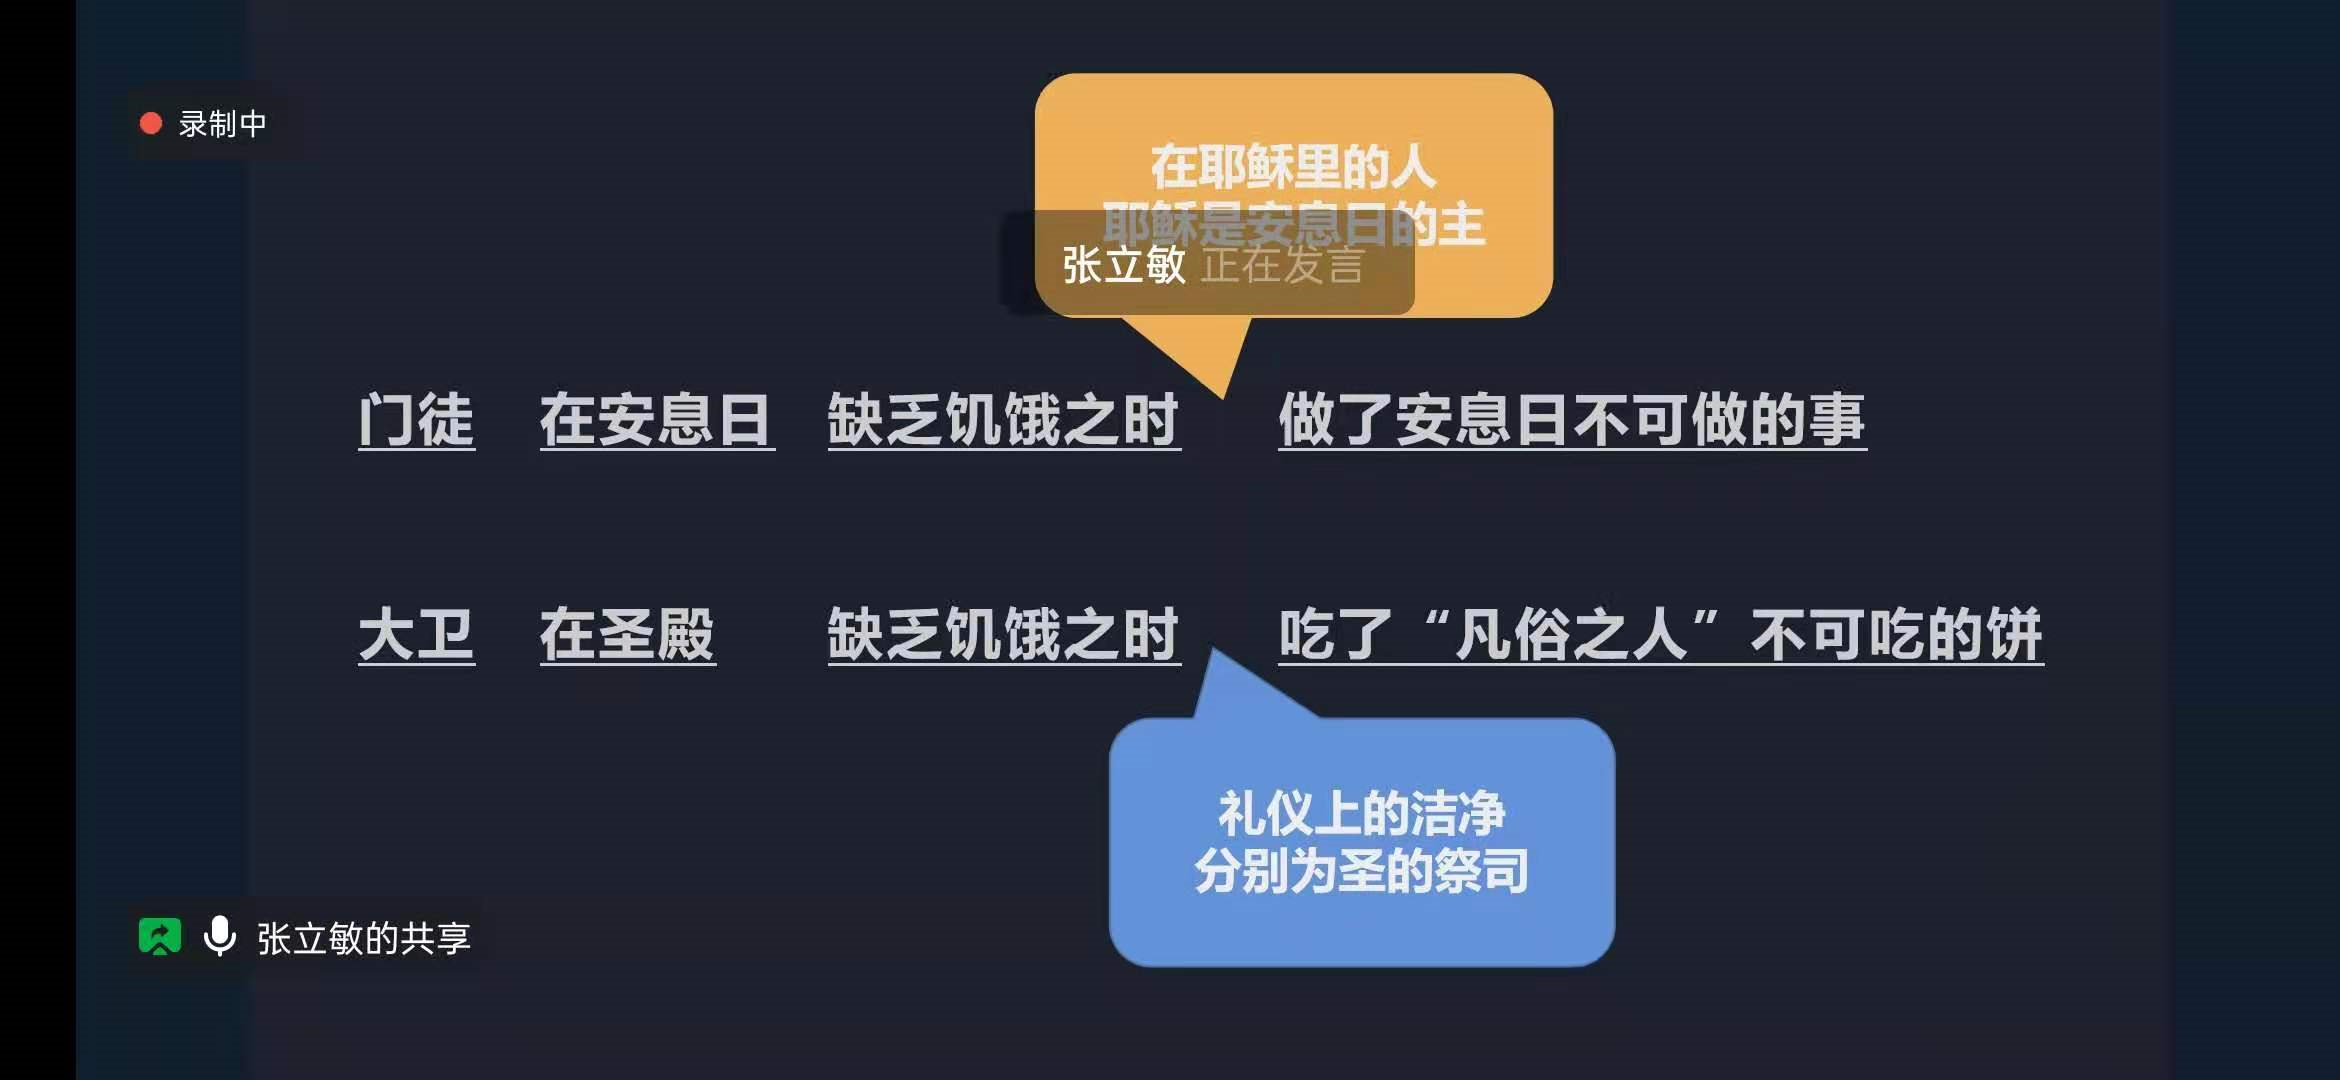 录制中
在耶稣里的人
耶稣是安息日的主
张立敏 正在发言
门徒 在安息日 缺乏饥饿之时 做了安息日不可做的事
大卫 在圣殿 缺乏饥饿之时 吃了“凡俗之人”不可吃的饼
礼仪上的洁净
分别为圣的祭司
张立敏的共享